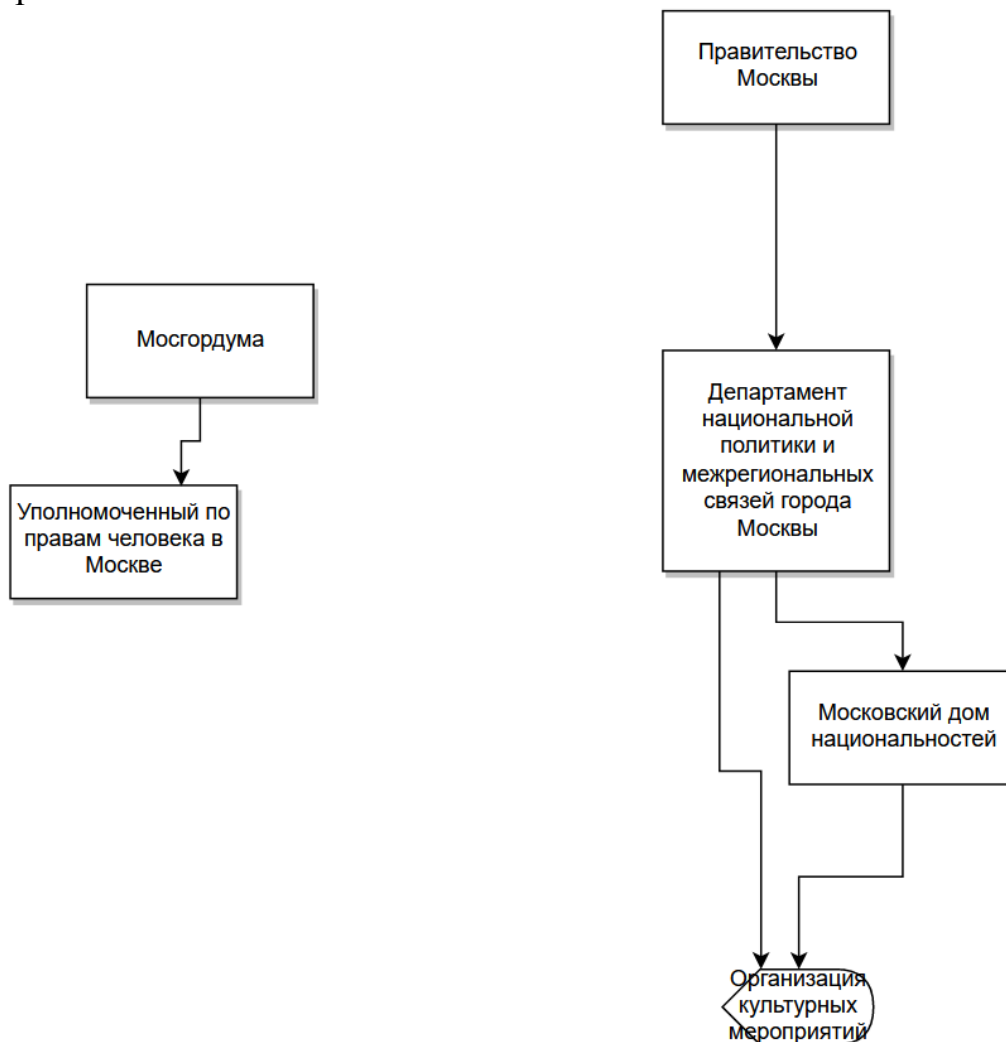 Правительство
Москвы
Мосгордума
Департамент
национальной
политики и
межрегиональных
связей города
Москвы
Уполномоченный по
правам человека в
Москве
Московский дом
национальностей
Организация
культурных
мероприятий